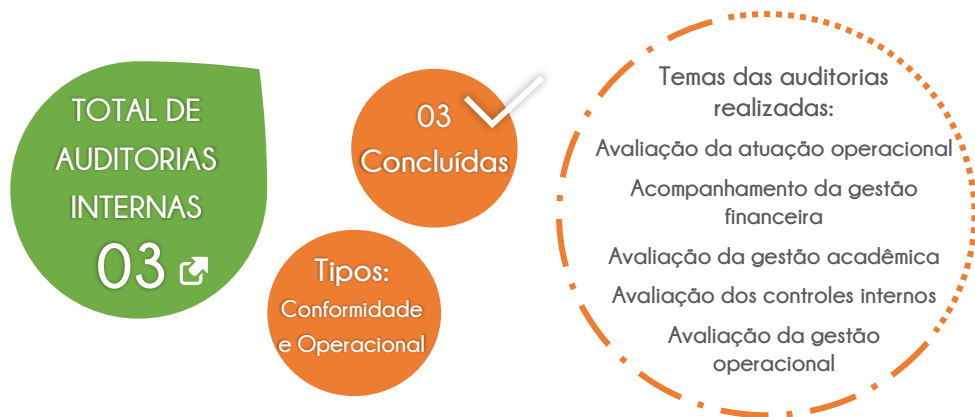 TOTAL DE
AUDITORIAS
INTERNAS
03
03
Concluídas
Tipos:
Conformidade
e Operacional
Temas das auditorias
realizadas:
Avaliação da atuação operacional
Acompanhamento da gestão
financeira
Avaliação da gestão acadêmica
Avaliação dos controles internos
Avaliação da gestão
operacional